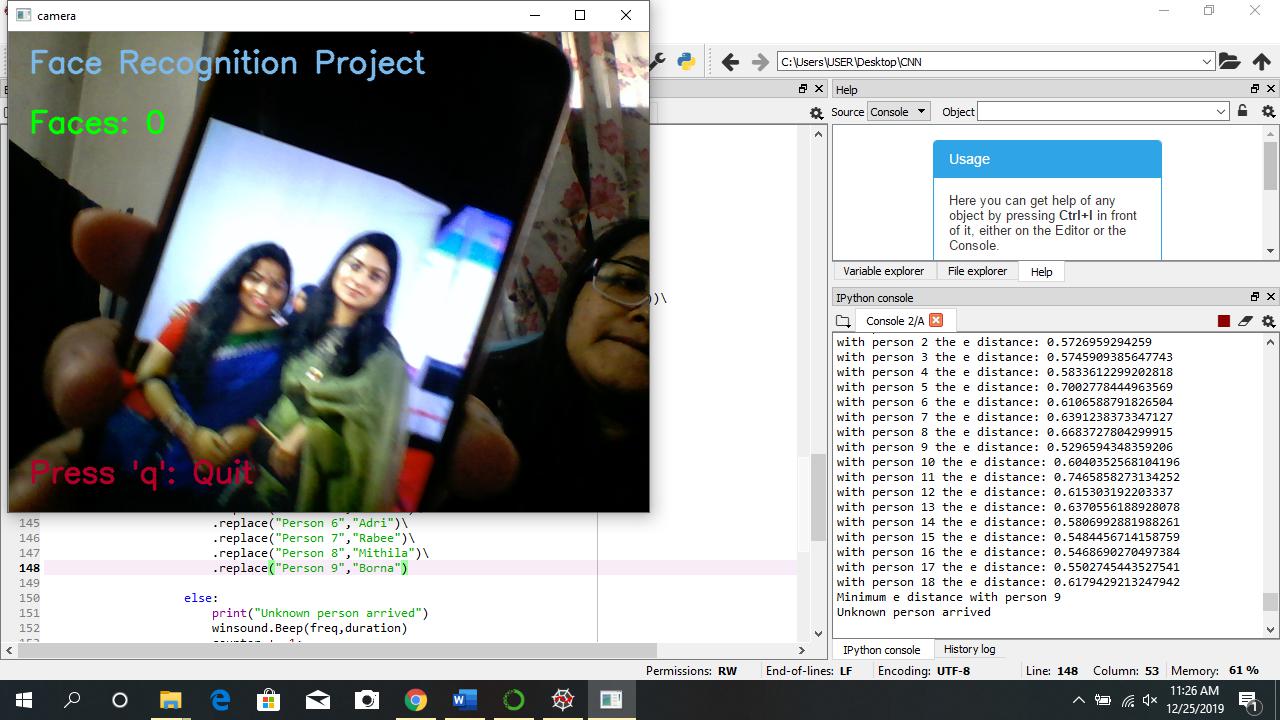 camera
Face Recognition Project
Faces: 0
Press 'q': Quit
C:\Users\USER\Desktop\CNN
))\
145 .replace("Person 6","Adri")\
146 .replace("Person 7","Rabee")\
147 .replace("Person 8","Mithila")\
148 .replace("Person 9","Borna")
149
150 else:
151 print("Unknown person arrived")
152 winsound.Beep(freq,duration)
Help
Source Console Object
Usage
Here you can get help of any
object by pressing Ctrl+I in front
of it, either on the Editor or the
Console.
Variable explorer File explorer Help
IPython console
Console 2/A
with person 2 the e distance: 0.5726959294259
with person 3 the e distance: 0.5745909385647743
with person 4 the e distance: 0.5833612299202818
with person 5 the e distance: 0.7002778444963569
with person 6 the e distance: 0.6106588791826504
with person 7 the e distance: 0.6391238373347127
with person 8 the e distance: 0.6683727804299915
with person 9 the e distance: 0.5296594348359206
with person 10 the e distance: 0.6040352568104196
with person 11 the e distance: 0.7465858273134252
with person 12 the e distance: 0.615303192203337
with person 13 the e distance: 0.6370556188928078
with person 14 the e distance: 0.5806992881988261
with person 15 the e distance: 0.5484456714158759
with person 16 the e distance: 0.5468350270497384
with person 17 the e distance: 0.5502745443527541
with person 18 the e distance: 0.6179429213247942
Minimum e distance with person 9
Unknown person arrived
IPython console History log
Permissions: RW End-of-lines: LF Encoding: UTF-8 Line: 148 Column: 53 Memory: 61 %
11:26 AM
12/25/2019
1